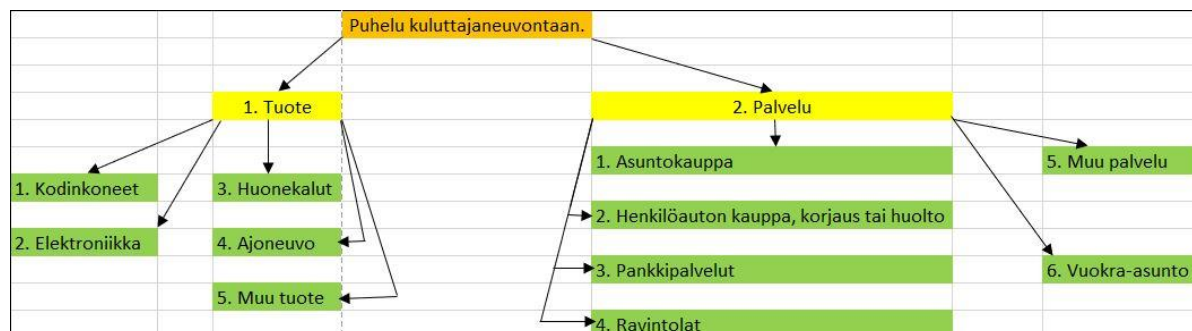 Puhelu kuluttajaneuvontaan.
1. Tuote
2. Palvelu
1. Kodinkoneet
2. Elektroniikka
3. Huonekalut
4. Ajoneuvo
5. Muu tuote
1. Asuntokauppa
2. Henkilöauton kauppa, korjaus tai huolto
3. Pankkipalvelut
4. Ravintolat
5. Muu palvelu
6. Vuokra-asunto